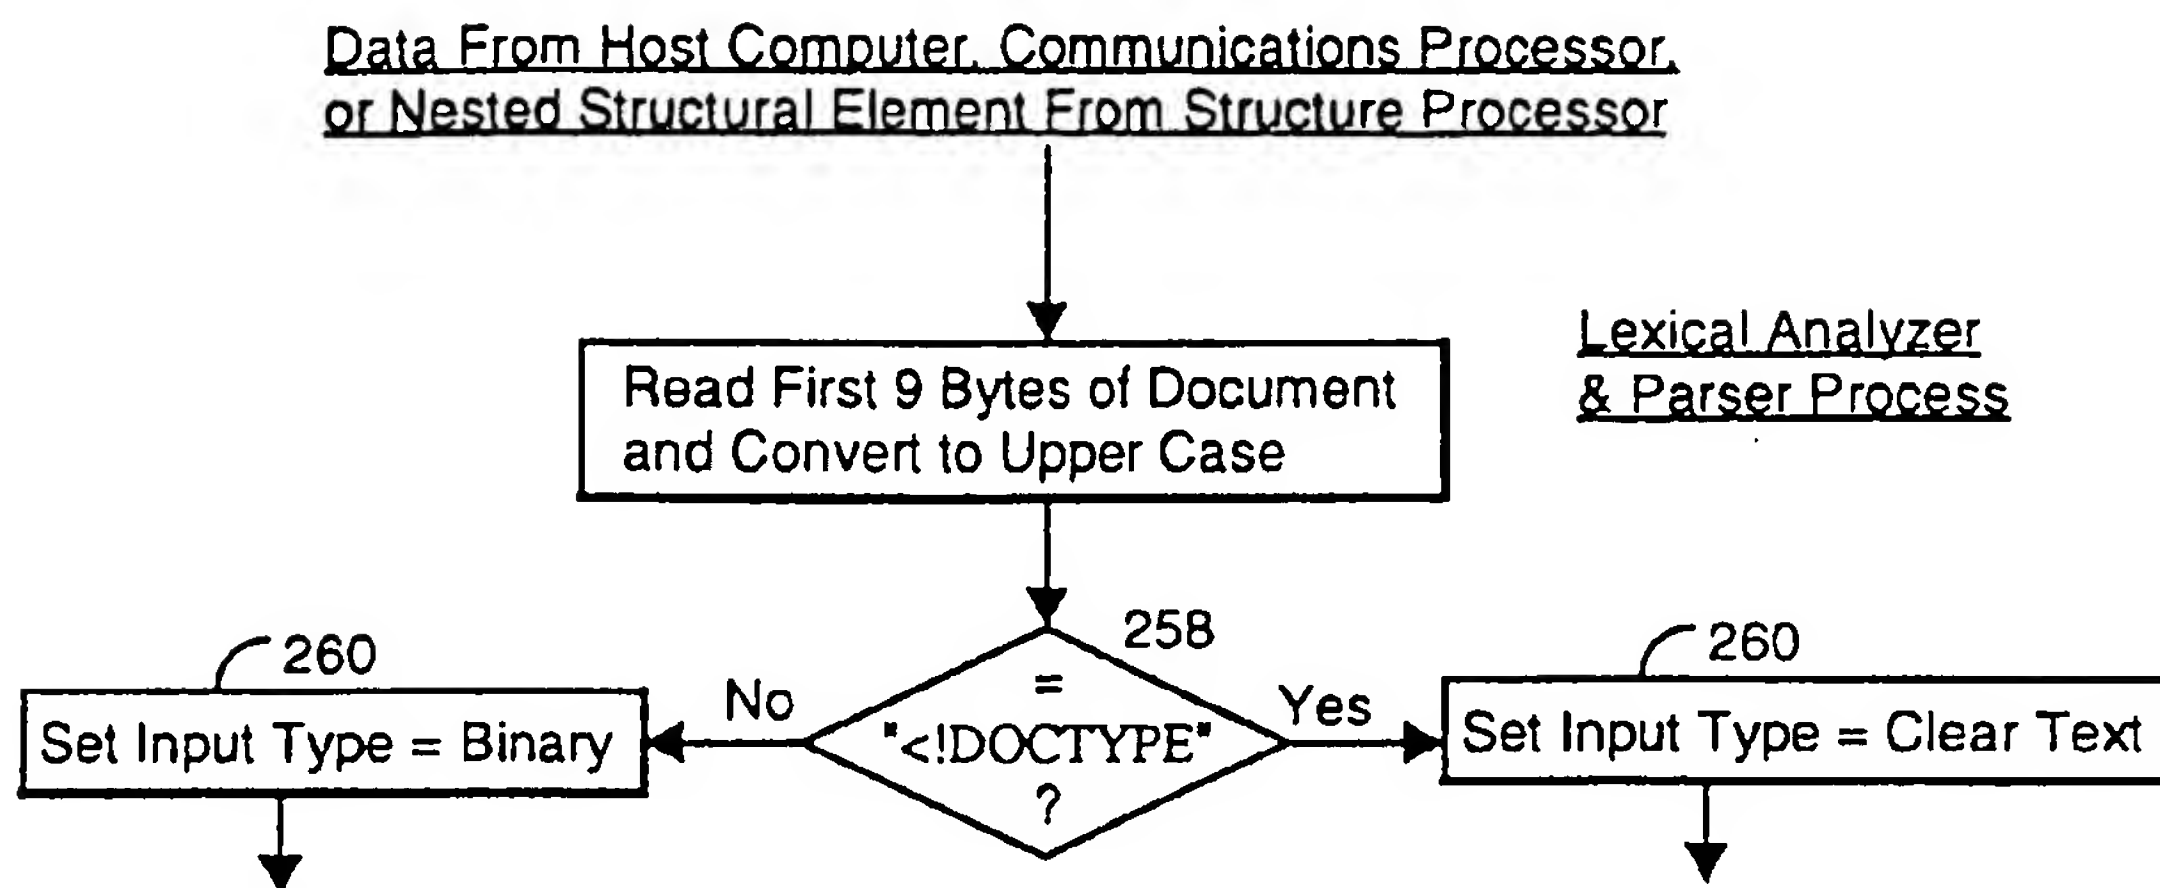 Data From Host Computer, Communications Processor,
or Nested Structural Element From Structure Processor
Lexical Analyzer
& Parser Process
Read First 9 Bytes of Document
and Convert to Upper Case
258
260
260
No
=
"<!DOCTYPE"
?
Yes
Set Input Type = Binary
Set Input Type = Clear Text